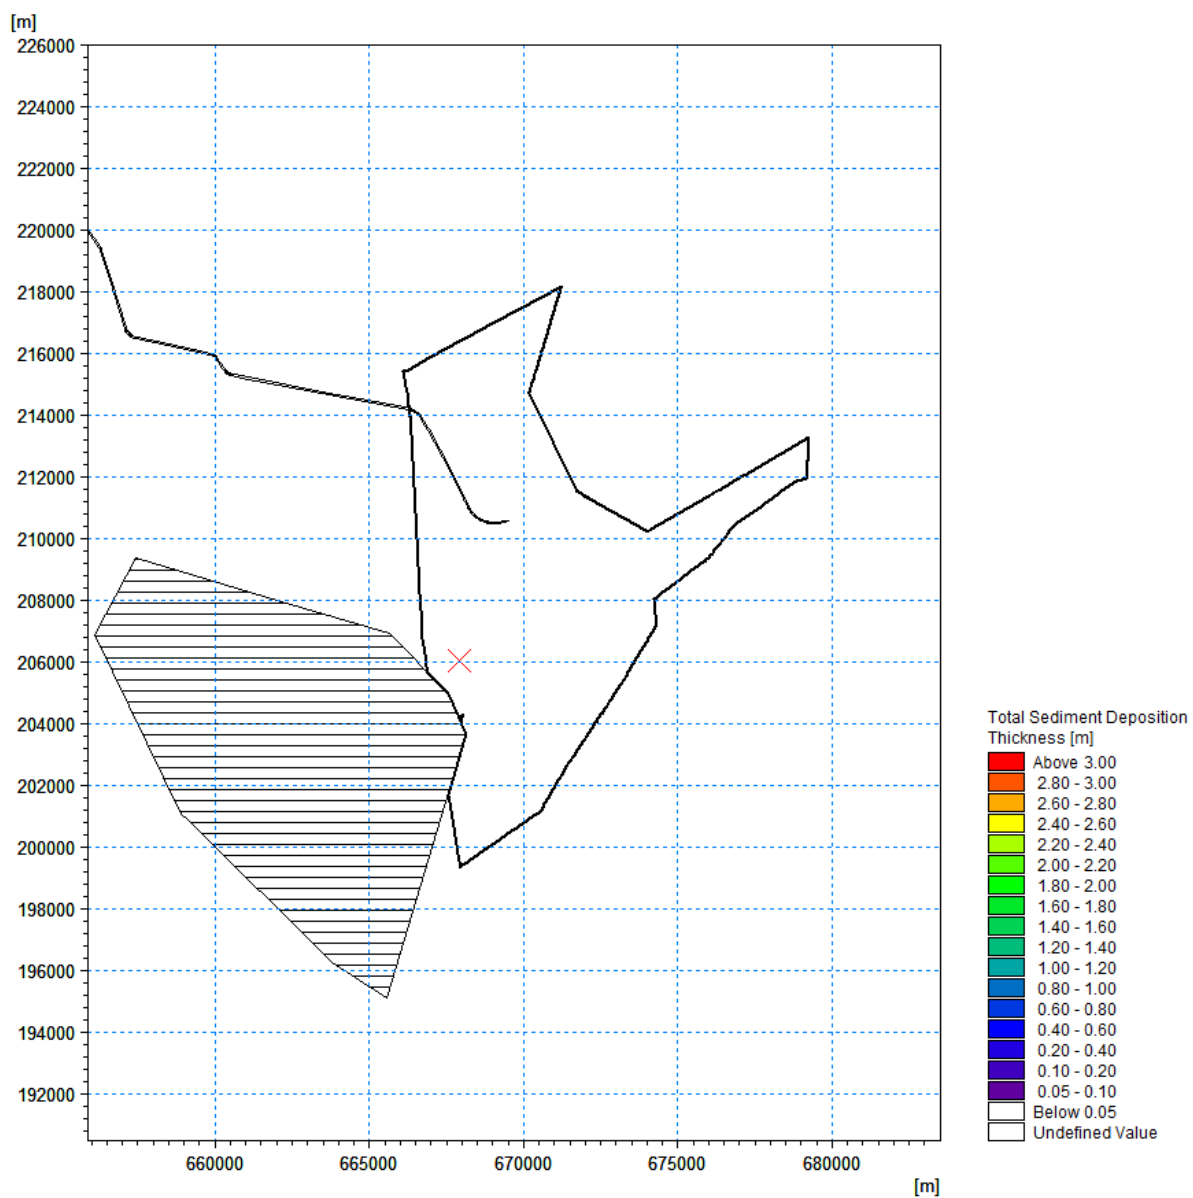 [m]
226000
224000
222000
220000
218000
216000
214000
212000
210000
208000
206000
204000
202000
200000
198000
196000
194000
192000
660000 665000 670000 675000 680000
[m]
Total Sediment Deposition
Thickness [m]
Above 3.00
2.80 - 3.00
2.60 - 2.80
2.40 - 2.60
2.20 - 2.40
2.00 - 2.20
1.80 - 2.00
1.60 - 1.80
1.40 - 1.60
1.20 - 1.40
1.00 - 1.20
0.80 - 1.00
0.60 - 0.80
0.40 - 0.60
0.20 - 0.40
0.10 - 0.20
0.05 - 0.10
Below 0.05
Undefined Value